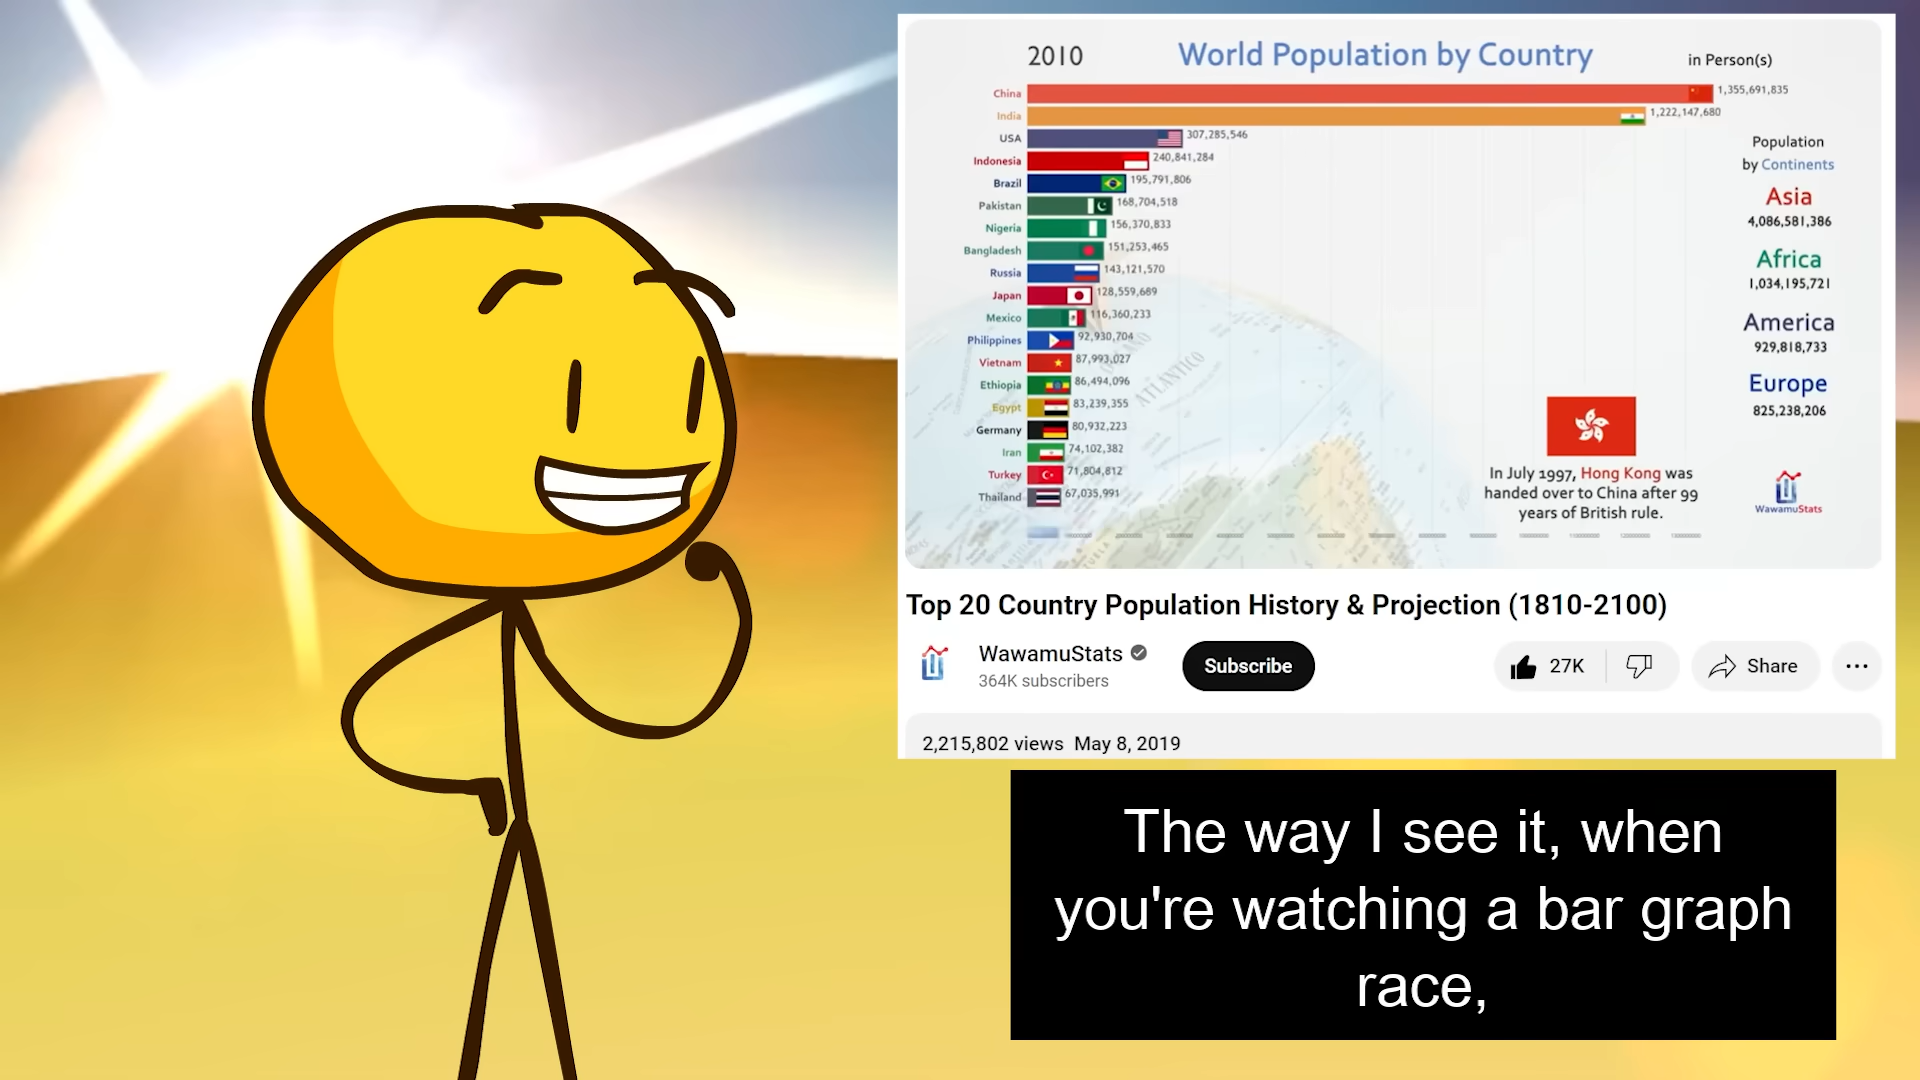 2010
World Population by Country
in Person(s)
China 1,355,691,835
India 1,222,147,680
USA 307,285,546
Indonesia 240,841,284
Brazil 195,791,806
Pakistan 168,704,518
Nigeria 156,370,833
Bangladesh 151,253,465
Russia 143,121,570
Japan 128,559,689
Mexico 116,360,233
Philippines 92,930,704
Vietnam 87,993,027
Ethiopia 86,494,096
Egypt 83,239,355
Germany 80,932,223
Iran 74,102,382
Turkey 71,804,812
Thailand 67,035,991
Population
by Continents
Asia
4,086,581,386
Africa
1,034,195,721
America
929,818,733
Europe
825,238,206
ATLÁNTICO
In July 1997, Hong Kong was
handed over to China after 99
years of British rule.
WawamuStats
Top 20 Country Population History & Projection (1810-2100)
WawamuStats
364K subscribers
Subscribe
27K
Share
2,215,802 views May 8, 2019
The way I see it, when
you're watching a bar graph
race,